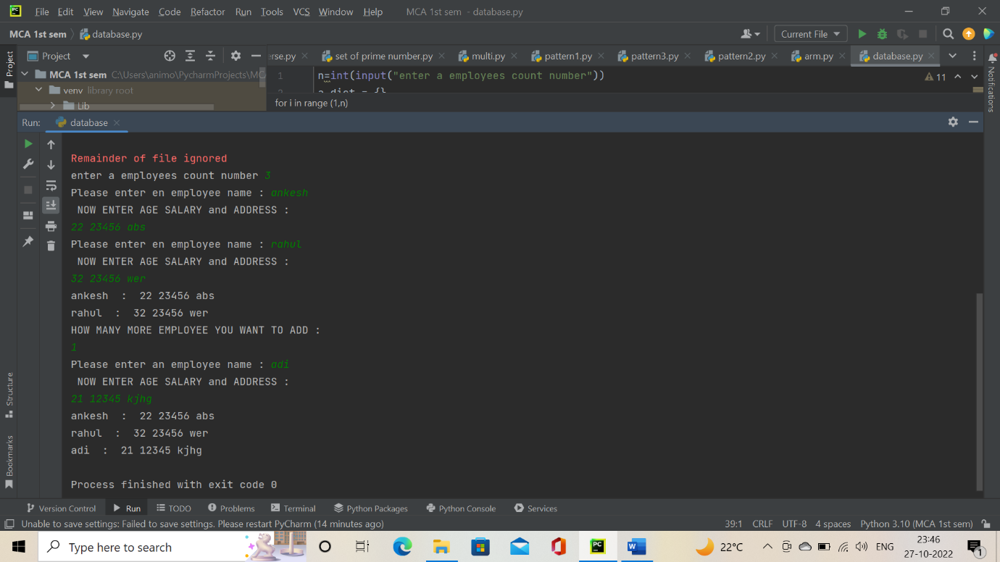 File Edit View Navigate Code Refactor Run Tools VCS Window Help MCA 1st sem - database.py
MCA 1st sem database.py Current File
Project erse.py set of prime number.py multi.py pattern1.py pattern3.py pattern2.py arm.py database.py
MCA 1st sem C:\Users\animo\PycharmProjects\MC
venv library root
Lib
1 n=int(input("enter a employees count number")) 11
2 a_dict = {}
for i in range (1,n)
Project
Notifications
Run: database
Remainder of file ignored
enter a employees count number 3
Please enter en employee name : ankesh
NOW ENTER AGE SALARY and ADDRESS :
22 23456 abs
Please enter en employee name : rahul
NOW ENTER AGE SALARY and ADDRESS :
32 23456 wer
ankesh : 22 23456 abs
rahul : 32 23456 wer
HOW MANY MORE EMPLOYEE YOU WANT TO ADD :
1
Please enter an employee name : adi
NOW ENTER AGE SALARY and ADDRESS :
21 12345 kjhg
ankesh : 22 23456 abs
rahul : 32 23456 wer
adi : 21 12345 kjhg
Process finished with exit code 0
Structure
Bookmarks
Version Control Run TODO Problems Terminal Python Packages Python Console Services
Unable to save settings: Failed to save settings. Please restart PyCharm (14 minutes ago) 39:1 CRLF UTF-8 4 spaces Python 3.10 (MCA 1st sem)
Type here to search 22°C ENG 23:46
27-10-2022 1